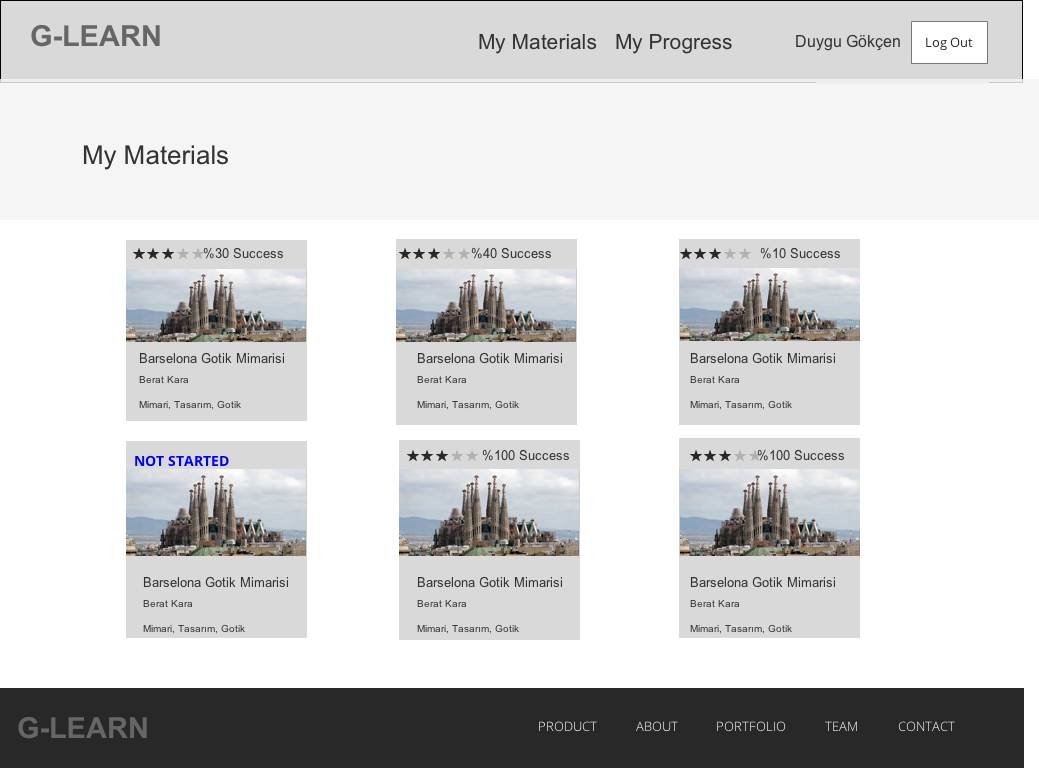 G-LEARN
My Materials My Progress Duygu Gökçen Log Out
My Materials
%30 Success %40 Success %10 Success
Barselona Gotik Mimarisi Barselona Gotik Mimarisi Barselona Gotik Mimarisi
Berat Kara Berat Kara Berat Kara
Mimari, Tasarım, Gotik Mimari, Tasarım, Gotik Mimari, Tasarım, Gotik
NOT STARTED %100 Success %100 Success
Barselona Gotik Mimarisi Barselona Gotik Mimarisi Barselona Gotik Mimarisi
Berat Kara Berat Kara Berat Kara
Mimari, Tasarım, Gotik Mimari, Tasarım, Gotik Mimari, Tasarım, Gotik
G-LEARN PRODUCT ABOUT PORTFOLIO TEAM CONTACT